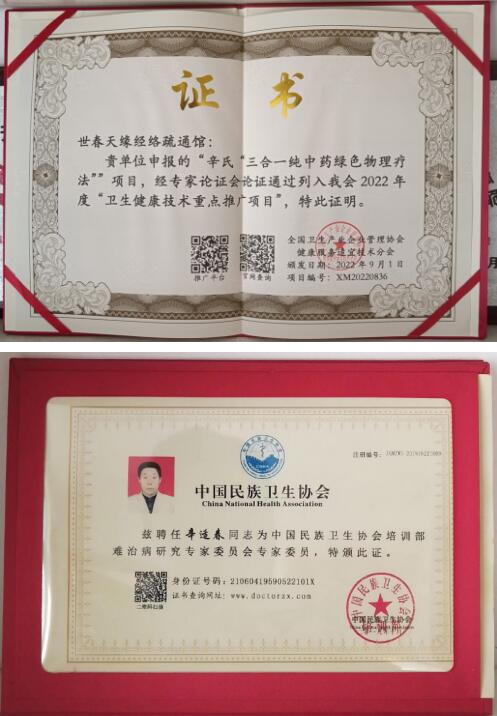 证 书
世春天缘经络疏通馆：
贵单位申报的“辛氏“三合一纯中药绿色物理疗
法””项目，经专家论证会论证通过列入我会2022年
度“卫生健康技术重点推广项目”，特此证明。
推广平台 官网查询
全国卫生产业企业管理协会
健康服务适宜技术分会
颁发日期：2022年9月1日
项目编号：XM20220836
注册编号：
中国民族卫生协会
China National Health Association
兹聘任辛连春同志为中国民族卫生协会培训部
难治病研究专家委员会专家委员，特颁此证。
身份证号码：21060419590522101X
证书查询网址：www.doctorax.com
二维码扫描
中国民族卫生协会
China National Health Association